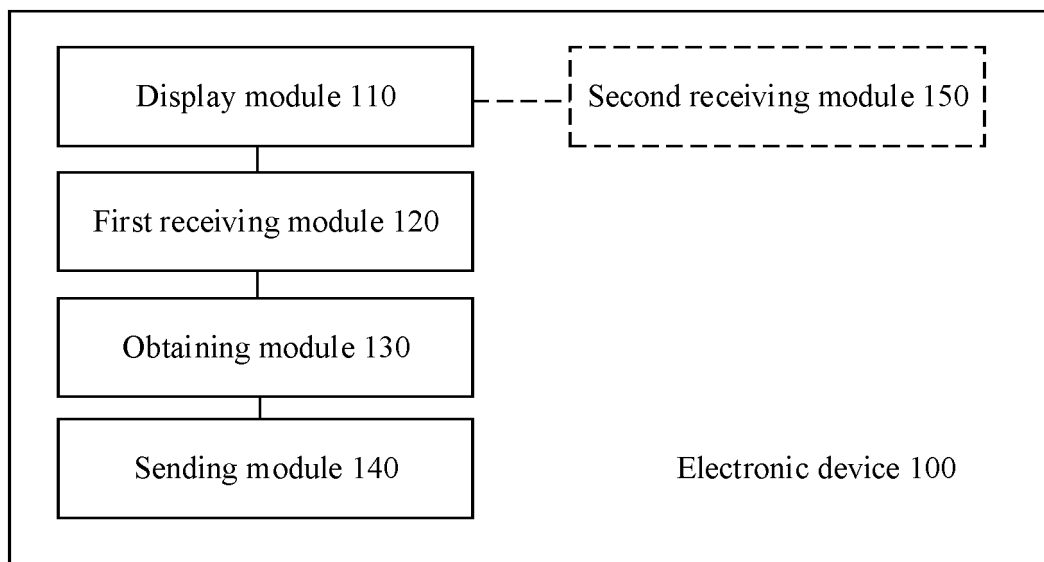 Display module 110
Second receiving module 150
First receiving module 120
Obtaining module 130
Sending module 140
Electronic device 100